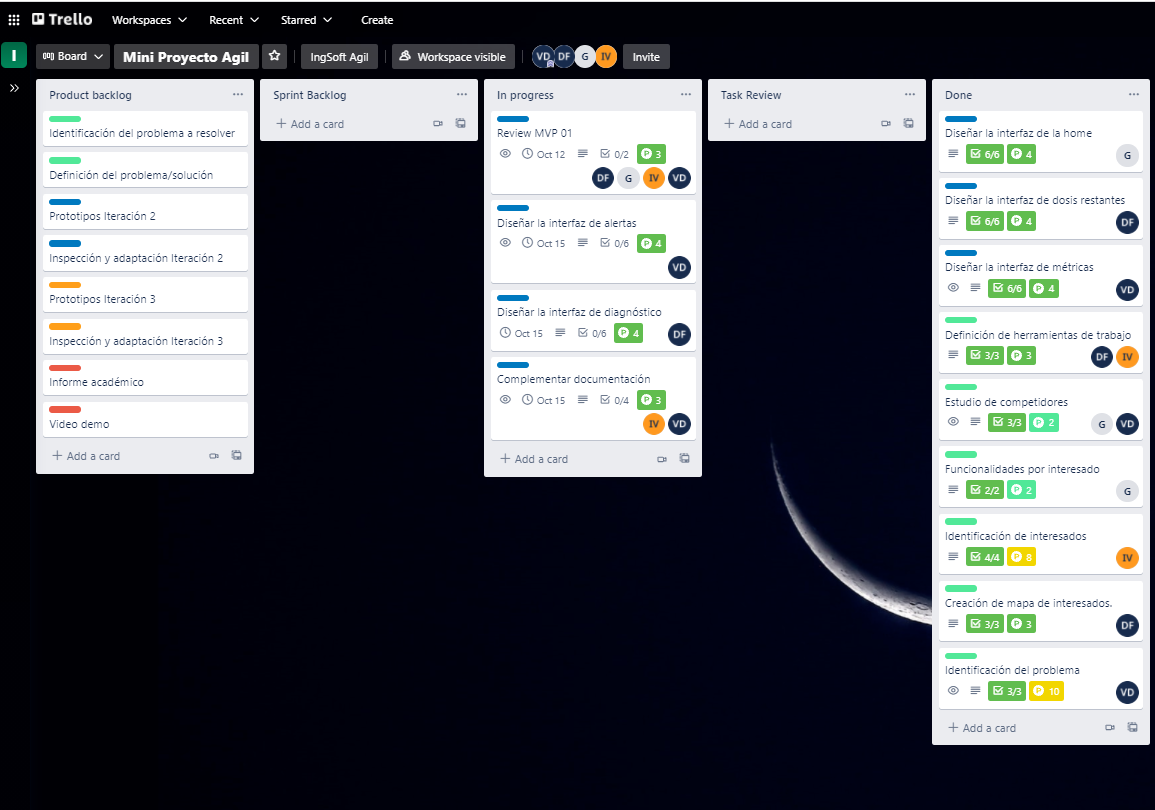 Trello Workspaces Recent Starred Create
I Board Mini Proyecto Agil IngSoft Agil Workspace visible VD DF G IV Invite
Product backlog
Identificación del problema a resolver
Definición del problema/solución
Prototipos Iteración 2
Inspección y adaptación Iteración 2
Prototipos Iteración 3
Inspección y adaptación Iteración 3
Informe académico
Video demo
+ Add a card
Sprint Backlog
+ Add a card
In progress
Review MVP 01
Oct 12 0/2 P 3
DF G IV VD
Diseñar la interfaz de alertas
Oct 15 0/6 P 4
VD
Diseñar la interfaz de diagnóstico
Oct 15 0/6 P 4 DF
Complementar documentación
Oct 15 0/4 P 3
IV VD
+ Add a card
Task Review
+ Add a card
Done
Diseñar la interfaz de la home
6/6 P 4 G
Diseñar la interfaz de dosis restantes
6/6 P 4 DF
Diseñar la interfaz de métricas
6/6 P 4 VD
Definición de herramientas de trabajo
3/3 P 3 DF IV
Estudio de competidores
3/3 P 2 G VD
Funcionalidades por interesado
2/2 P 2 G
Identificación de interesados
4/4 P 8 IV
Creación de mapa de interesados.
3/3 P 3 DF
Identificación del problema
3/3 P 10 VD
+ Add a card